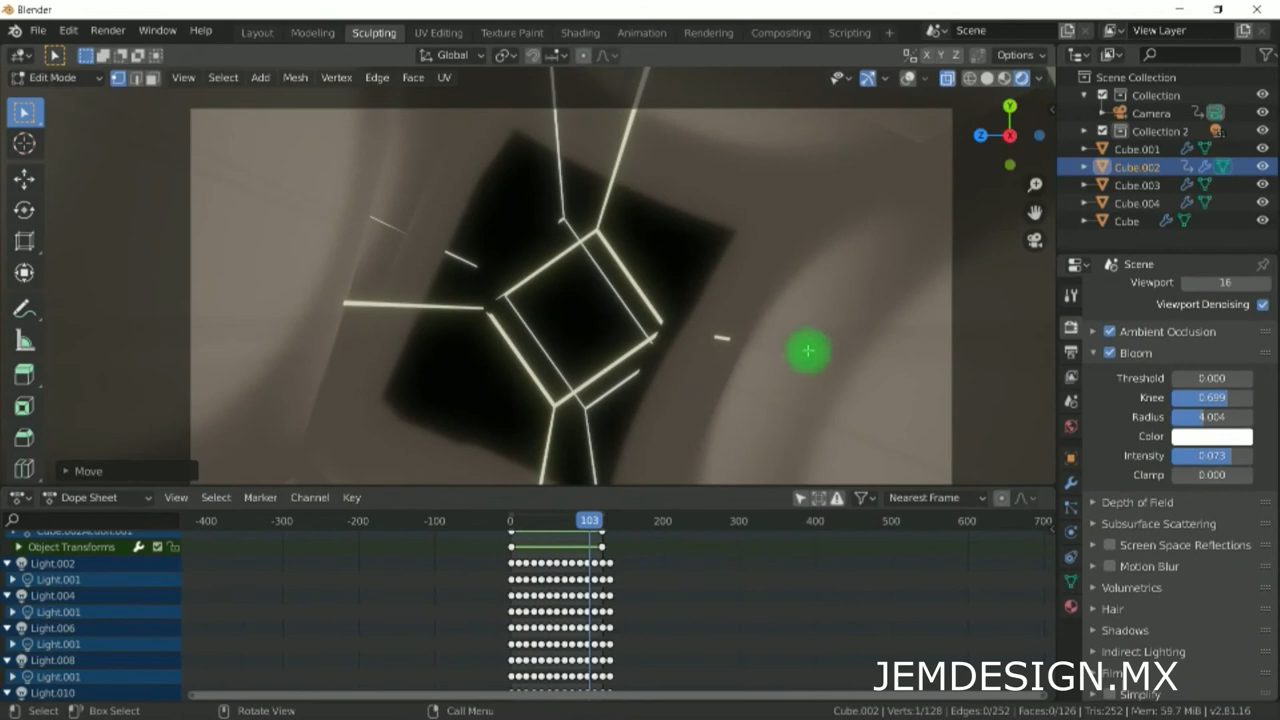 Blender
File Edit Render Window Help Layout Modeling Sculpting UV Editing Texture Paint Shading Animation Rendering Compositing Scripting + Scene View Layer
Global X Y Z Options
Edit Mode View Select Add Mesh Vertex Edge Face UV
Scene Collection
Collection
Camera
Collection 2
Cube.001
Cube.002
Cube.003
Cube.004
Cube
Y
Z X
Scene
Viewport 16
Viewport Denoising
Ambient Occlusion
Bloom
Threshold 0.000
Knee 0.699
Radius 4.004
Color
Intensity 0.073
Clamp 0.000
Depth of Field
Subsurface Scattering
Screen Space Reflections
Motion Blur
Volumetrics
Hair
Shadows
Indirect Lighting
Simplify
Move
Dope Sheet View Select Marker Channel Key Nearest Frame
-400 -300 -200 -100 0 103 200 300 400 500 600 700
Cube.002Action.001
Object Transforms
Light.002
Light.001
Light.004
Light.001
Light.006
Light.001
Light.008
Light.001
Light.010
JEMDESIGN.MX
Select Box Select Rotate View Call Menu Cube.002 | Verts:1/128 | Edges:0/252 | Faces:0/126 | Tris:252 | Mem: 59.7 MiB | v2.81.16